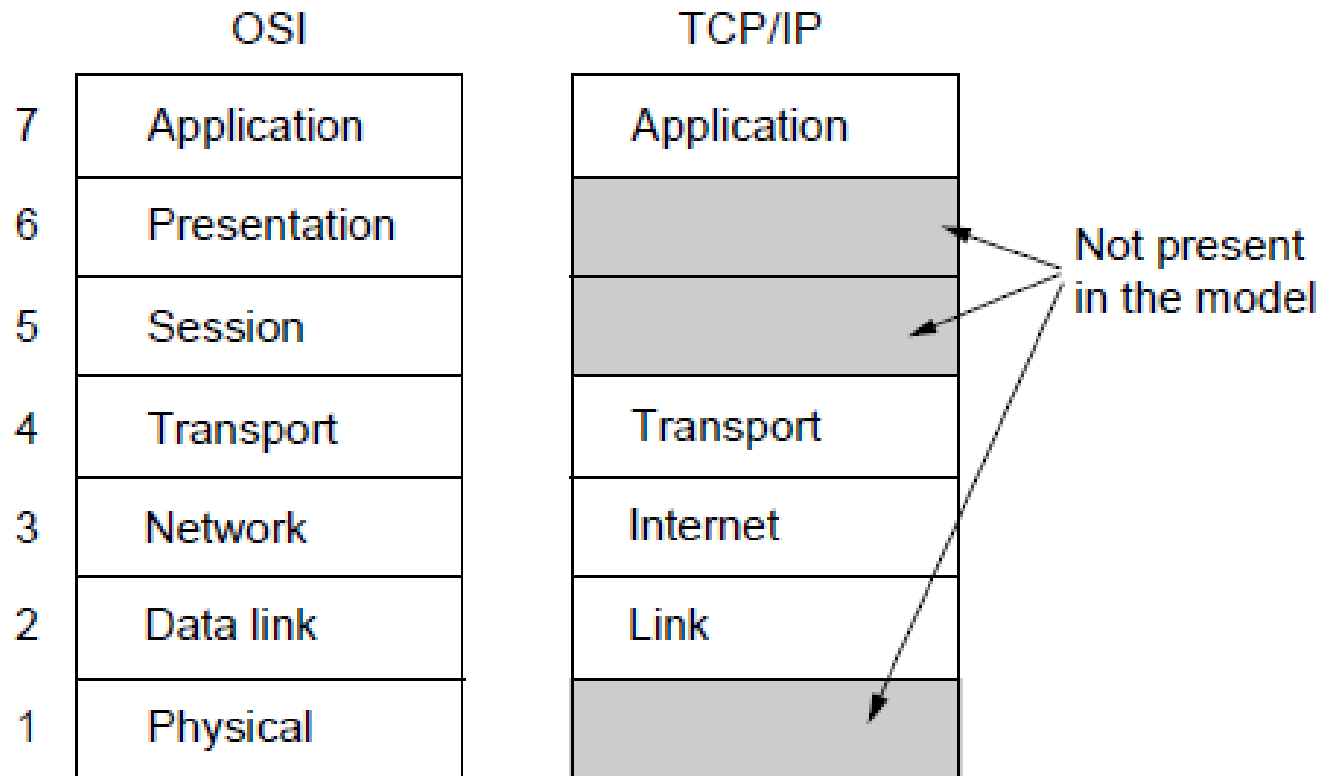 OSI
TCP/IP
7
Application
Application
6
Presentation
Not present
in the model
5
Session
4
Transport
Transport
3
Network
Internet
2
Data link
Link
1
Physical